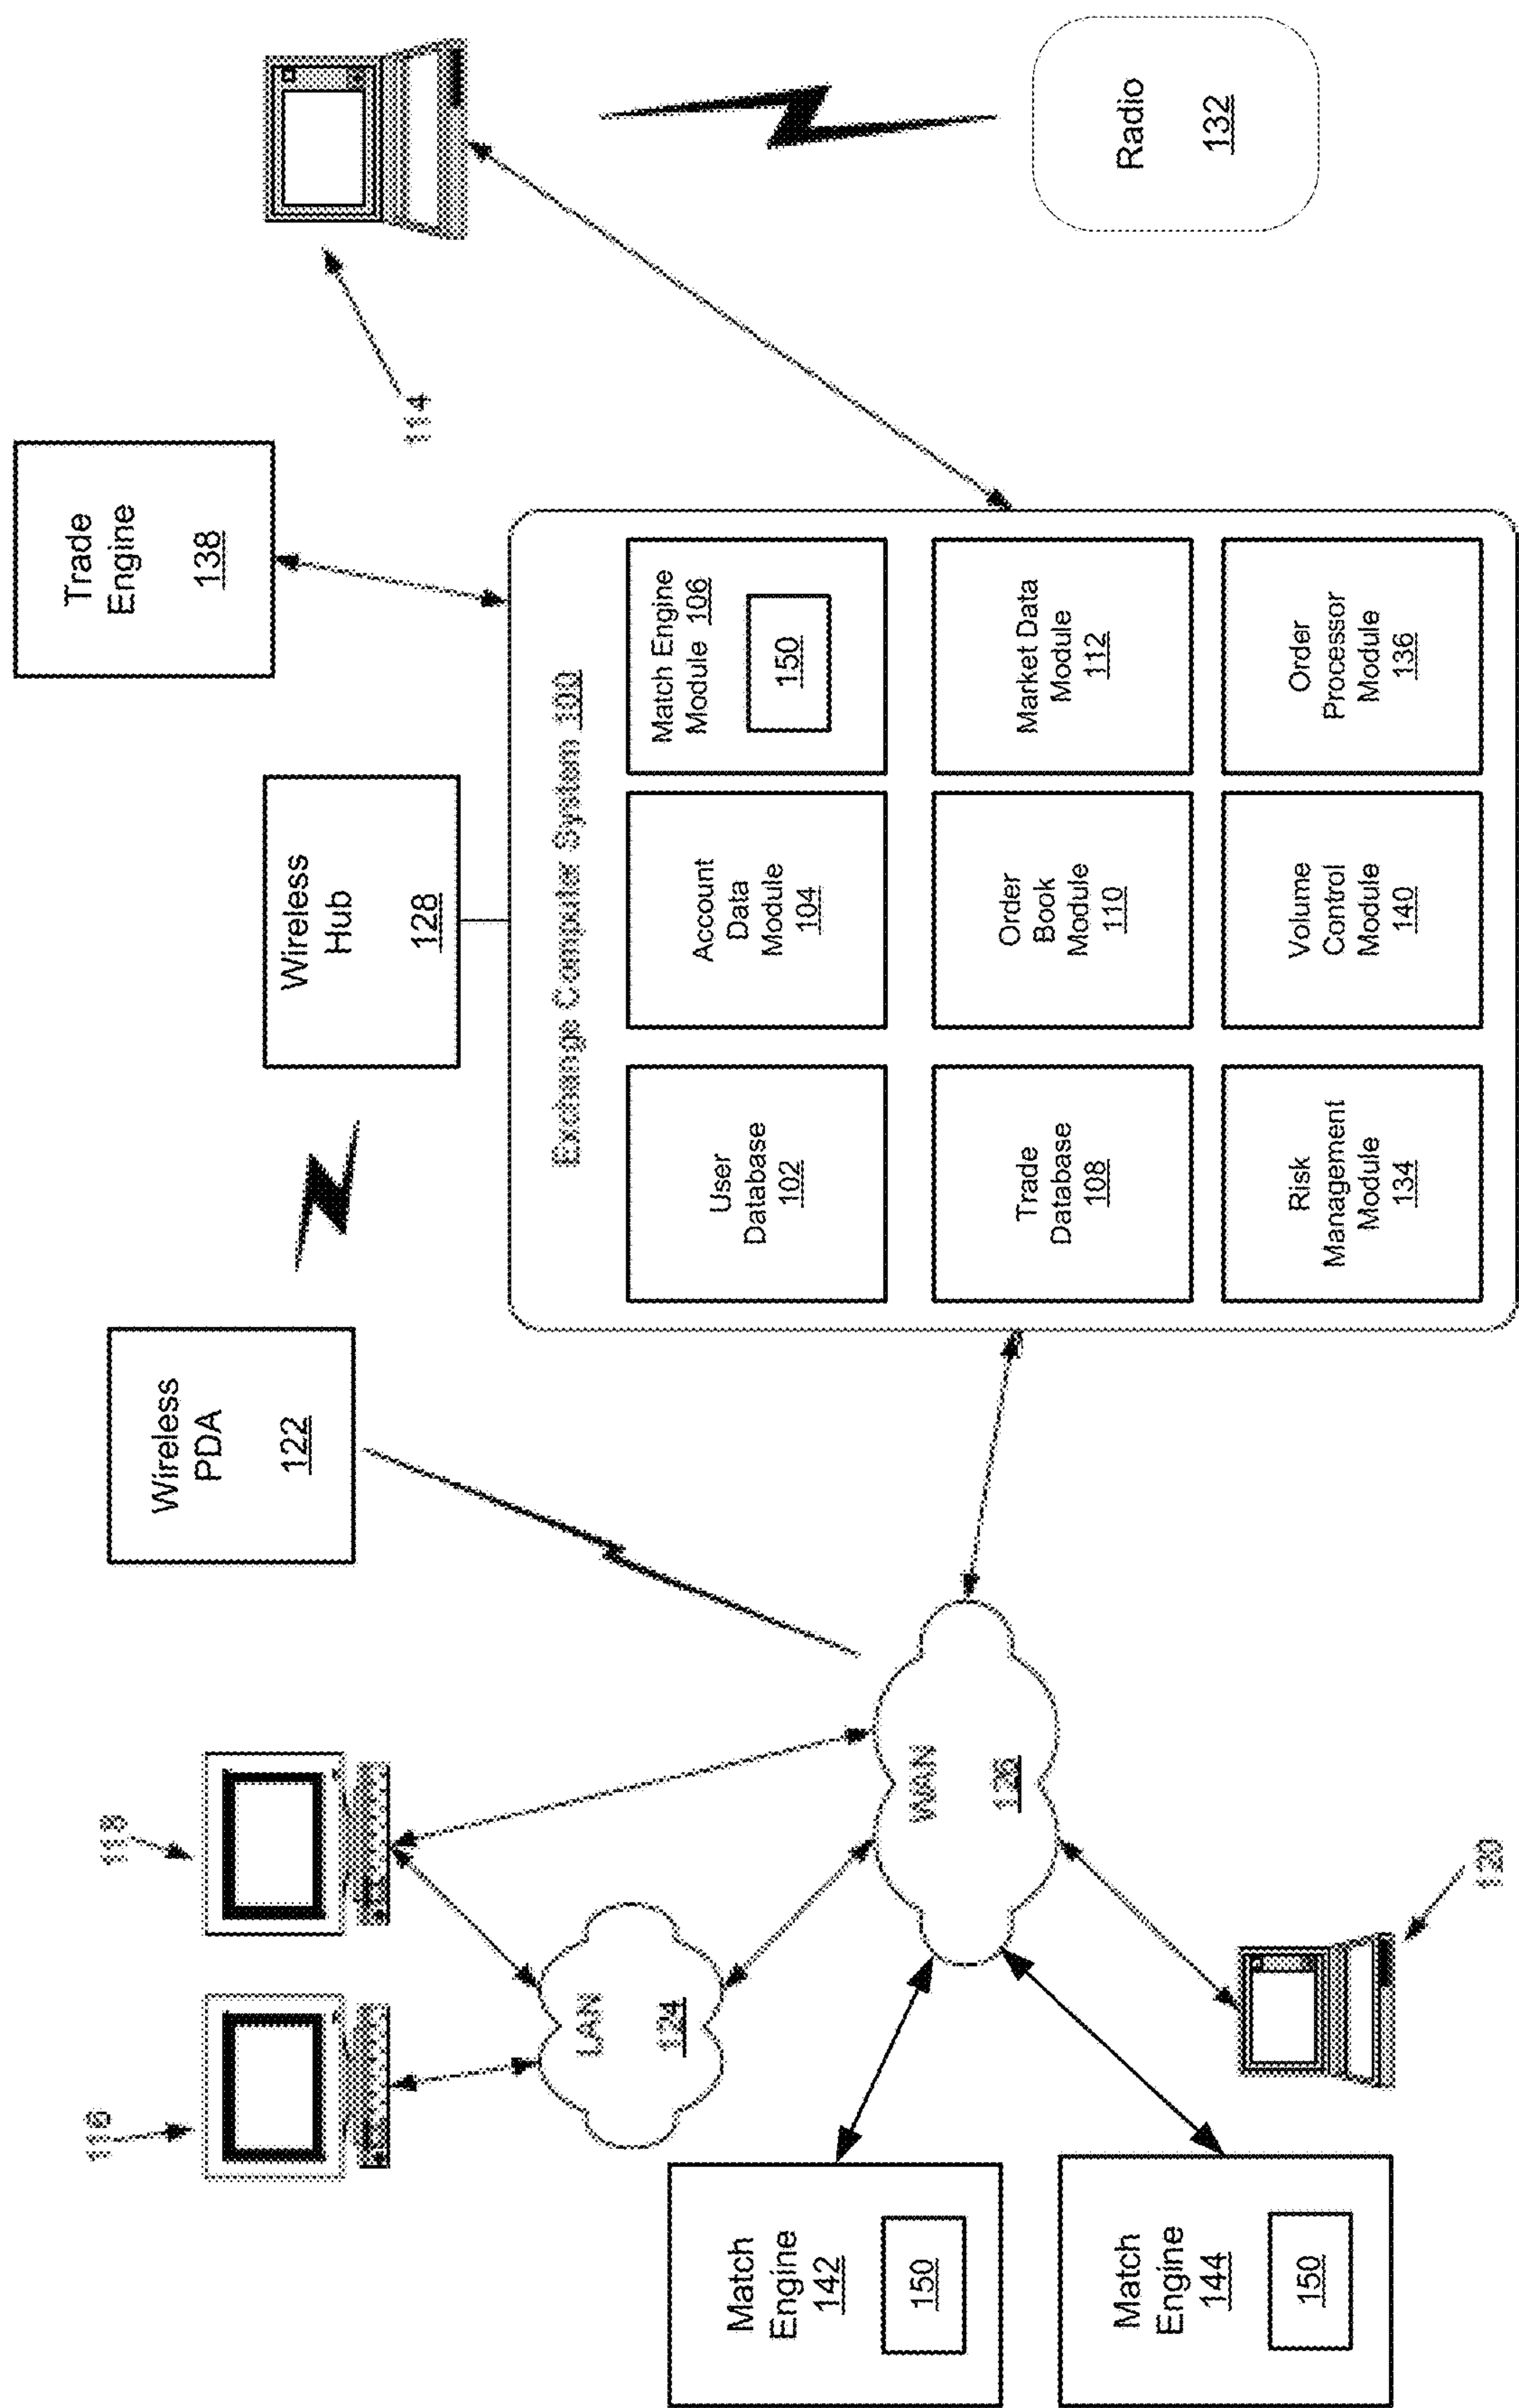 116
118
Wireless
PDA
122
Wireless
Hub
128
Trade
Engine
138
114
LAN
124
WAN
126
Match
Engine
142
150
Match
Engine
144
150
120
Exchange Computer System 100
User
Database
102
Account
Data
Module
104
Match Engine
Module 106
150
Trade
Database
108
Order
Book
Module
110
Market Data
Module
112
Risk
Management
Module
134
Volume
Control
Module
140
Order
Processor
Module
136
Radio
132